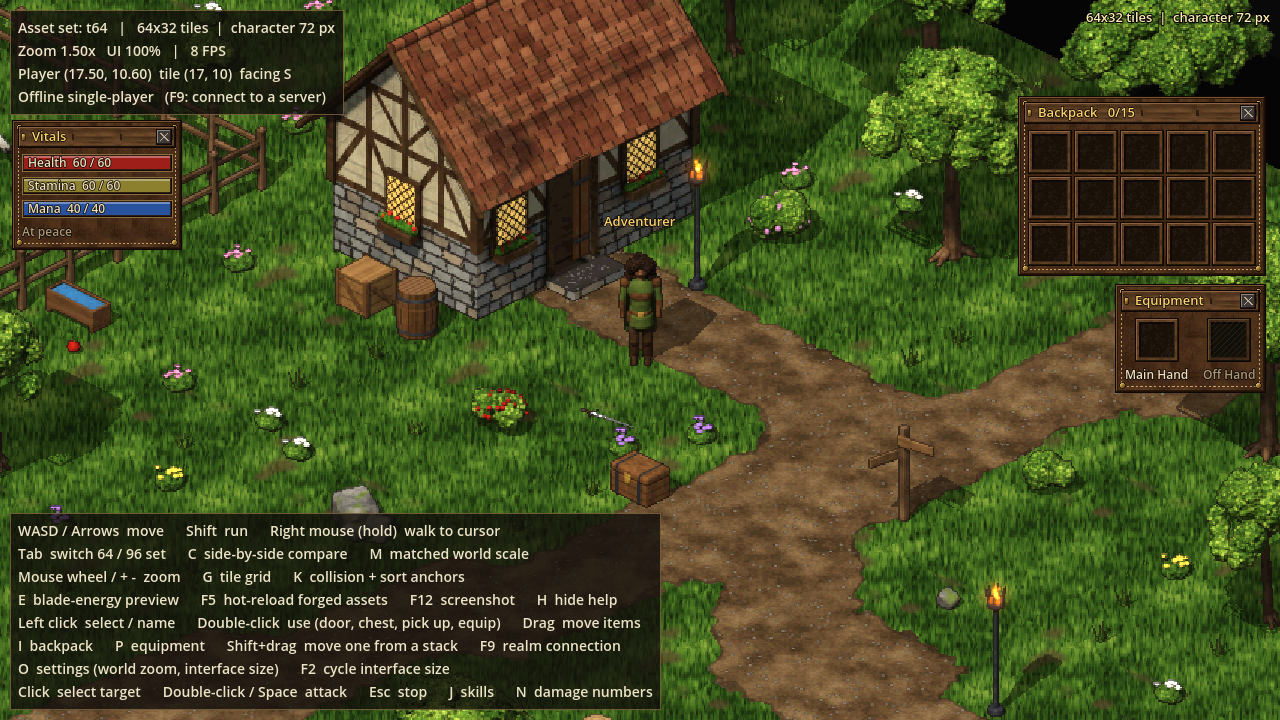 Asset set: t64 | 64x32 tiles | character 72 px
Zoom 1.50x UI 100% | 8 FPS
Player (17.50, 10.60) tile (17, 10) facing S
Offline single-player (F9: connect to a server)
64x32 tiles | character 72 px
Vitals
Health 60 / 60
Stamina 60 / 60
Mana 40 / 40
At peace
Backpack 0/15
Adventurer
Equipment
Main Hand Off Hand
WASD / Arrows move Shift run Right mouse (hold) walk to cursor
Tab switch 64 / 96 set C side-by-side compare M matched world scale
Mouse wheel / + - zoom G tile grid K collision + sort anchors
E blade-energy preview F5 hot-reload forged assets F12 screenshot H hide help
Left click select / name Double-click use (door, chest, pick up, equip) Drag move items
I backpack P equipment Shift+drag move one from a stack F9 realm connection
O settings (world zoom, interface size) F2 cycle interface size
Click select target Double-click / Space attack Esc stop J skills N damage numbers